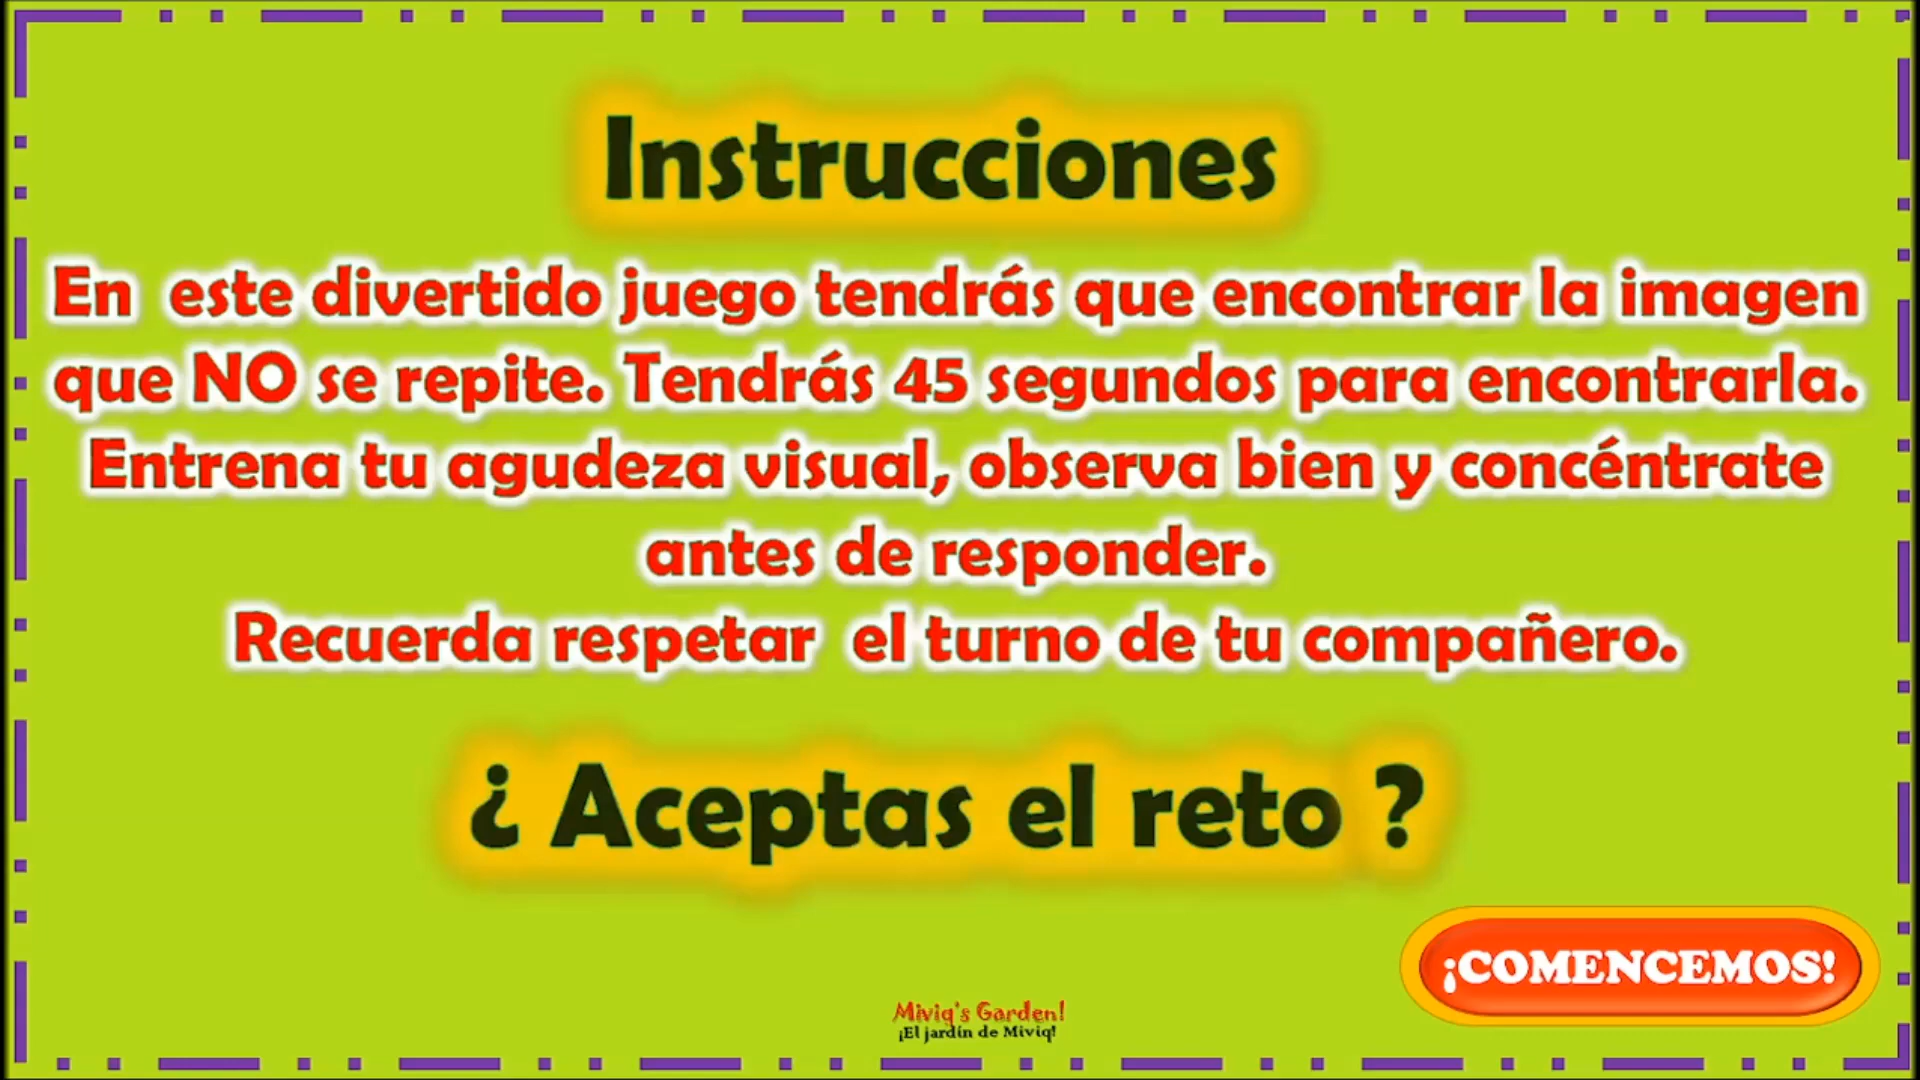 Instrucciones
En este divertido juego tendrás que encontrar la imagen
que NO se repite. Tendrás 45 segundos para encontrarla.
Entrena tu agudeza visual, observa bien y concéntrate
antes de responder.
Recuerda respetar el turno de tu compañero.
¿ Aceptas el reto ?
¡COMENCEMOS!
Miviq's Garden!
¡El jardín de Miviq!